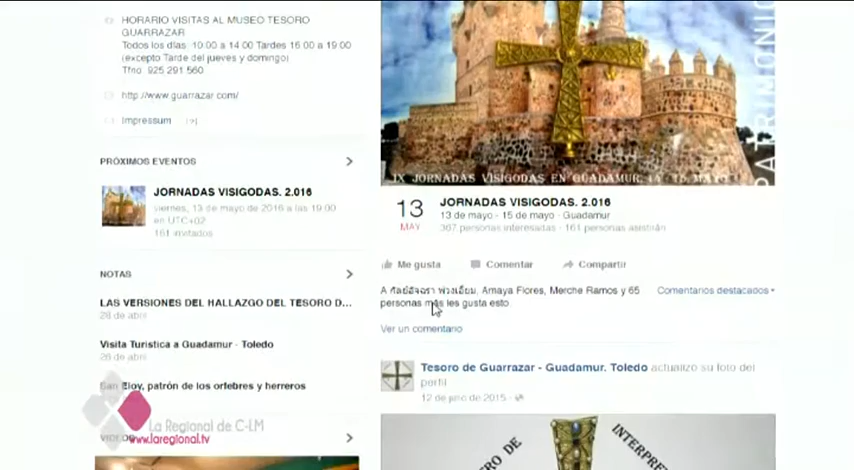 HORARIO VISITAS AL MUSEO TESORO
GUARRAZAR
Todos los días 10:00 a 14:00 Tardes 16:00 a 19:00
(excepto Tarde del jueves y domingo)
Tfno. 925 291 560
http://www.guarrazar.com/
Impressum
PRÓXIMOS EVENTOS
JORNADAS VISIGODAS. 2.016
viernes, 13 de mayo de 2016 a las 19:00
en UTC+02
161 invitados
NOTAS
LAS VERSIONES DEL HALLAZGO DEL TESORO D...
28 de abril
Visita Turística a Guadamur - Toledo
26 de abril
San Eloy, patrón de los orfebres y herreros
La Regional de C-LM
VIDEOS
www.laregional.tv
PATRIMONIO
IX JORNADAS VISIGODAS EN GUADAMUR 14 15 MAYO
13
MAY
JORNADAS VISIGODAS. 2.016
13 de mayo - 15 de mayo · Guadamur
307 personas interesadas · 161 personas asistirán
Me gusta
Comentar
Compartir
A Amaya Flores, Merche Ramos y 65
personas más les gusta esto.
Comentarios destacados
Ver un comentario
Tesoro de Guarrazar - Guadamur. Toledo actualizó su foto del
perfil
12 de julio de 2015
RO DE
INTERPRE